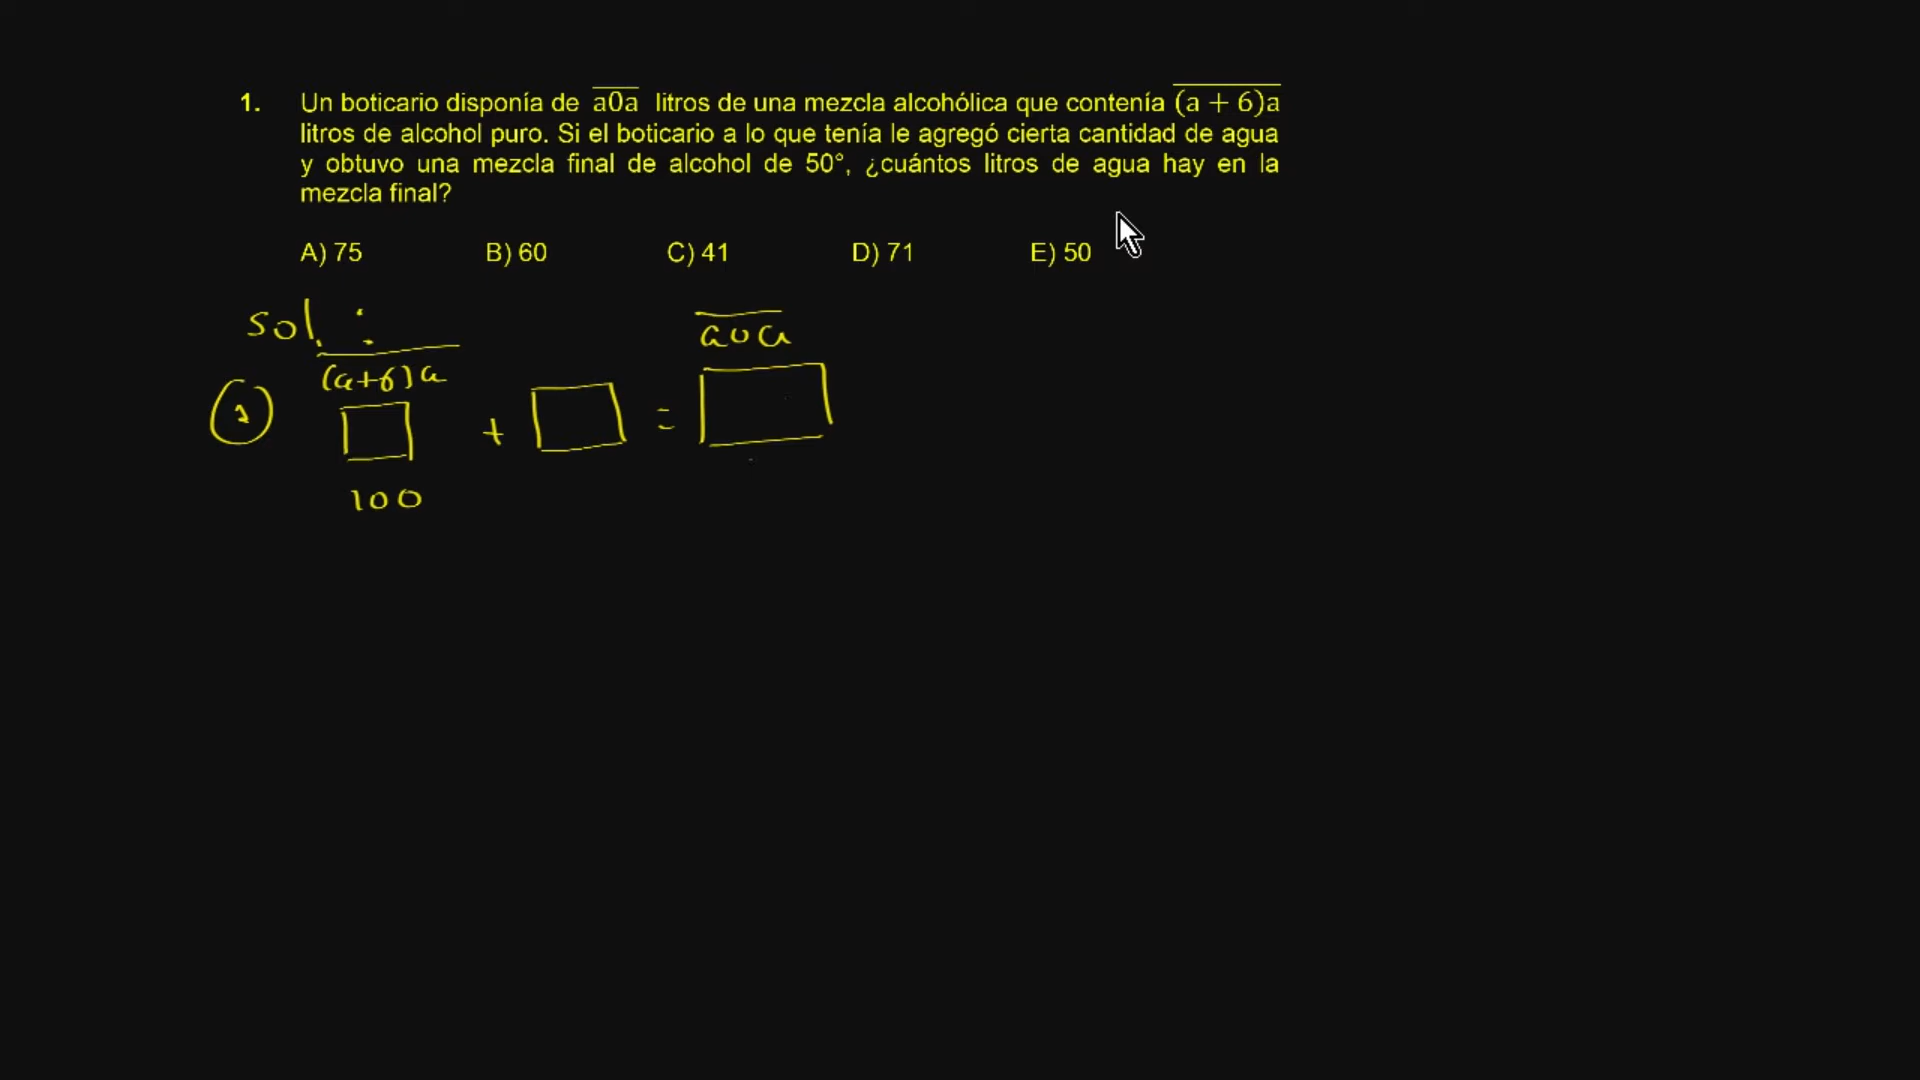 1. Un boticario disponía de a̅0̅a̅ litros de una mezcla alcohólica que contenía (̅a̅ ̅+̅ ̅6̅)̅a̅
litros de alcohol puro. Si el boticario a lo que tenía le agregó cierta cantidad de agua
y obtuvo una mezcla final de alcohol de 50°, ¿cuántos litros de agua hay en la
mezcla final?
A) 75 B) 60 C) 41 D) 71 E) 50
sol :
a̅0̅a̅
(̅a̅+̅6̅)̅a̅
+ =
100